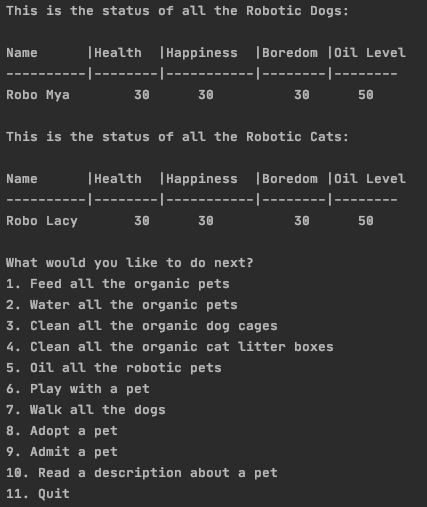 This is the status of all the Robotic Dogs:
Name      |Health  |Happiness  |Boredom |Oil Level
----------|--------|-----------|--------|--------
Robo Mya        30      30          30      50
This is the status of all the Robotic Cats:
Name      |Health  |Happiness  |Boredom |Oil Level
----------|--------|-----------|--------|--------
Robo Lacy       30      30          30      50
What would you like to do next?
1. Feed all the organic pets
2. Water all the organic pets
3. Clean all the organic dog cages
4. Clean all the organic cat litter boxes
5. Oil all the robotic pets
6. Play with a pet
7. Walk all the dogs
8. Adopt a pet
9. Admit a pet
10. Read a description about a pet
11. Quit